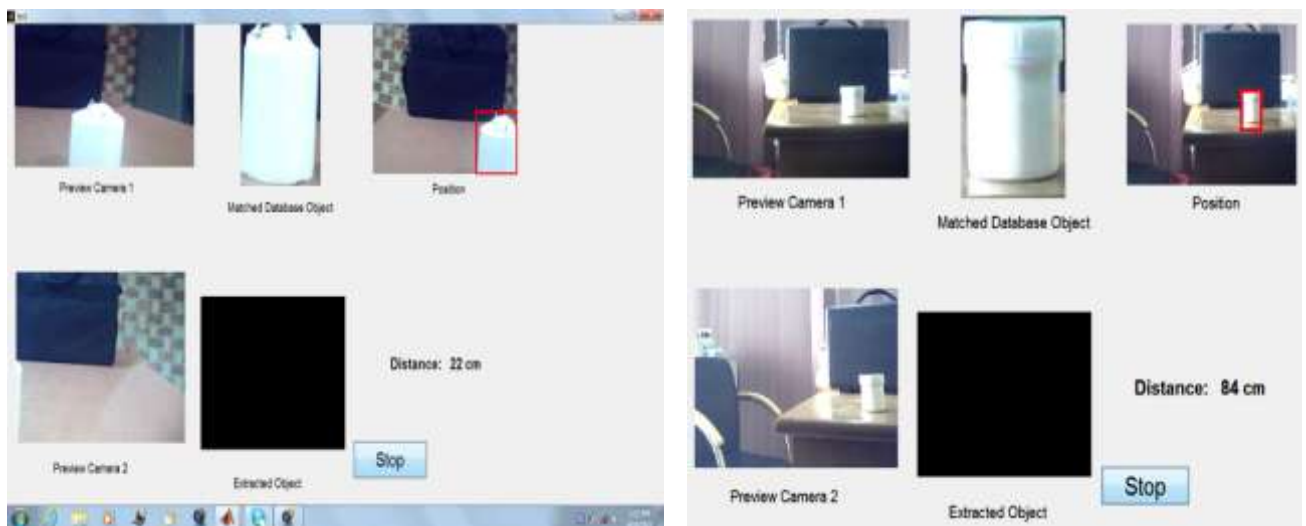 Preview Camera 1
Matched Database Object
Position
Preview Camera 2
Extracted Object
Distance: 22 cm
Stop
Preview Camera 1
Matched Database Object
Position
Preview Camera 2
Extracted Object
Distance: 84 cm
Stop